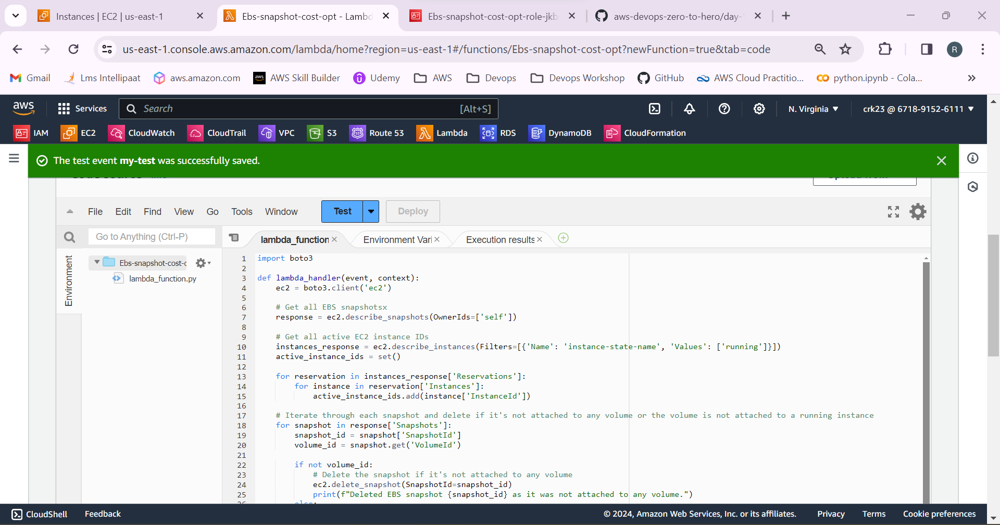 Instances | EC2 | us-east-1
Ebs-snapshot-cost-opt - Lambd
Ebs-snapshot-cost-opt-role-jkb
aws-devops-zero-to-hero/day-
us-east-1.console.aws.amazon.com/lambda/home?region=us-east-1#/functions/Ebs-snapshot-cost-opt?newFunction=true&tab=code
R
Gmail
Lms Intellipaat
aws.amazon.com
aws
AWS Skill Builder
Udemy
AWS
Devops
Devops Workshop
GitHub
AWS Cloud Practitio...
python.ipynb - Cola...
aws
Services
Search
[Alt+S]
N. Virginia
crk23 @ 6718-9152-6111
IAM
EC2
CloudWatch
CloudTrail
VPC
S3
Route 53
Lambda
RDS
DynamoDB
CloudFormation
The test event my-test was successfully saved.
File
Edit
Find
View
Go
Tools
Window
Test
Deploy
Go to Anything (Ctrl-P)
lambda_function
Environment Vari
Execution results
Environment
Ebs-snapshot-cost-c
lambda_function.py
1 import boto3
2
3 def lambda_handler(event, context):
4 ec2 = boto3.client('ec2')
5
6 # Get all EBS snapshotsx
7 response = ec2.describe_snapshots(OwnerIds=['self'])
8
9 # Get all active EC2 instance IDs
10 instances_response = ec2.describe_instances(Filters=[{'Name': 'instance-state-name', 'Values': ['running']}])
11 active_instance_ids = set()
12
13 for reservation in instances_response['Reservations']:
14 for instance in reservation['Instances']:
15 active_instance_ids.add(instance['InstanceId'])
16
17 # Iterate through each snapshot and delete if it's not attached to any volume or the volume is not attached to a running instance
18 for snapshot in response['Snapshots']:
19 snapshot_id = snapshot['SnapshotId']
20 volume_id = snapshot.get('VolumeId')
21
22 if not volume_id:
23 # Delete the snapshot if it's not attached to any volume
24 ec2.delete_snapshot(SnapshotId=snapshot_id)
25 print(f"Deleted EBS snapshot {snapshot_id} as it was not attached to any volume.")
CloudShell
Feedback
© 2024, Amazon Web Services, Inc. or its affiliates.
Privacy
Terms
Cookie preferences